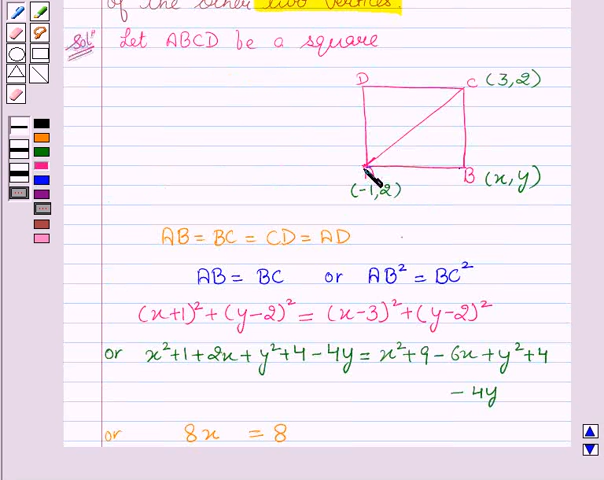 of the other two vertices.
Sol" Let ABCD be a square
D C (3,2)
B (x,y)
(-1,2)
AB = BC = CD = AD
AB = BC or AB² = BC²
(x+1)² + (y-2)² = (x-3)² + (y-2)²
or x²+1+2x+y²+4-4y = x²+9-6x+y²+4
-4y
or 8x = 8